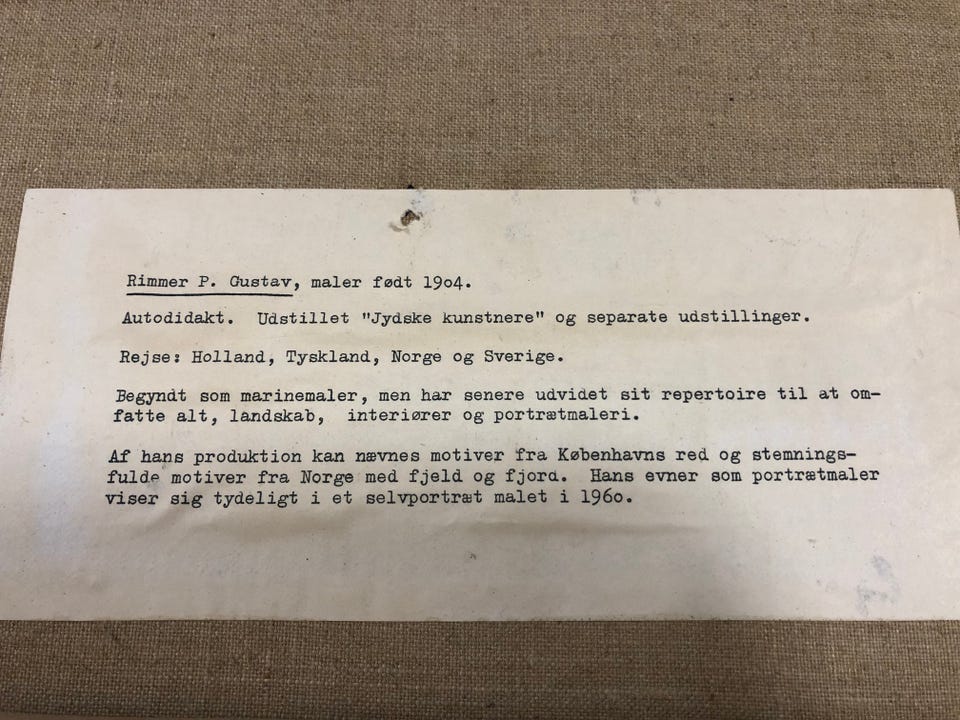 Rimmer P. Gustav, maler født 1904.
Autodidakt. Udstillet "Jydske kunstnere" og separate udstillinger.
Rejse: Holland, Tyskland, Norge og Sverige.
Begyndt som marinemaler, men har senere udvidet sit repertoire til at om-
fatte alt, landskab, interiører og portrætmaleri.
Af hans produktion kan nævnes motiver fra Københavns red og stemnings-
fulde motiver fra Norge med fjeld og fjord. Hans evner som portrætmaler
viser sig tydeligt i et selvportræt malet i 1960.